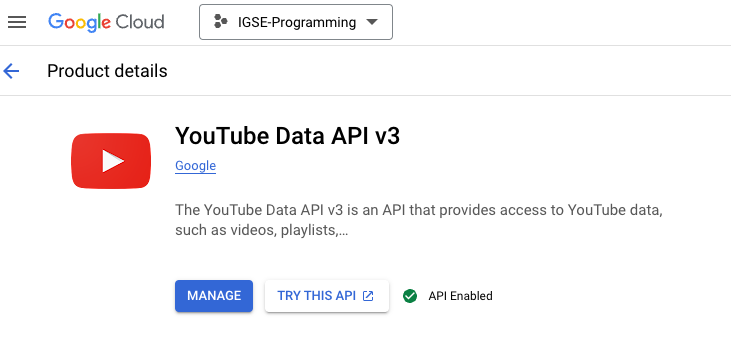 Google Cloud
IGSE-Programming
Product details
YouTube Data API v3
Google
The YouTube Data API v3 is an API that provides access to YouTube data,
such as videos, playlists,...
MANAGE
TRY THIS API
API Enabled